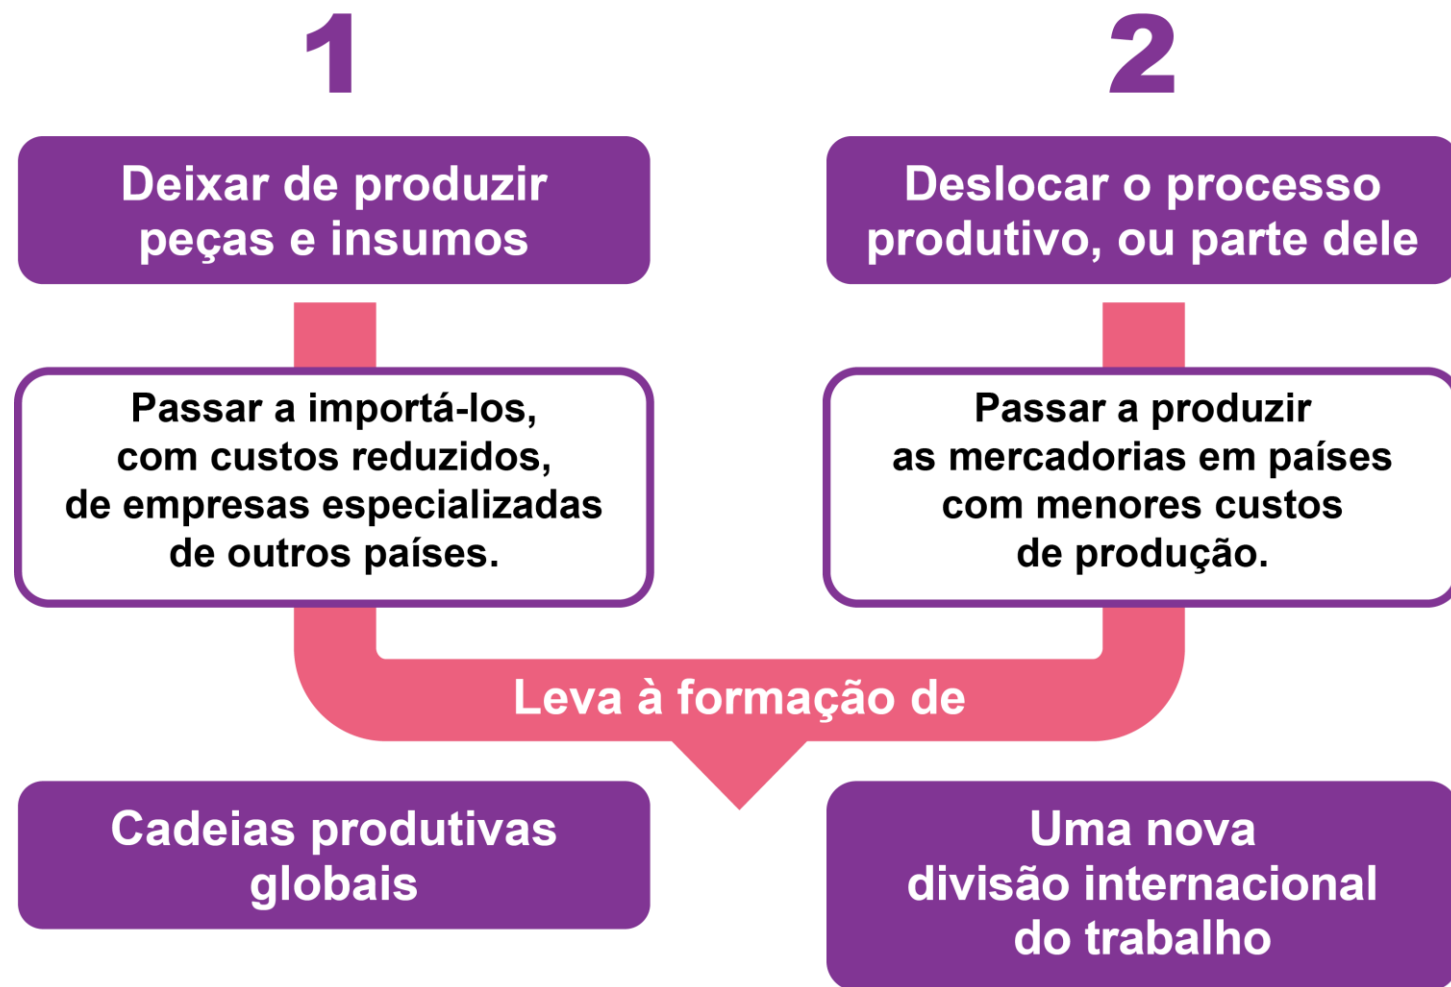 1
Deixar de produzir
peças e insumos
Passar a importá-los,
com custos reduzidos,
de empresas especializadas
de outros países.
2
Deslocar o processo
produtivo, ou parte dele
Passar a produzir
as mercadorias em países
com menores custos
de produção.
Leva à formação de
Cadeias produtivas
globais
Uma nova
divisão internacional
do trabalho